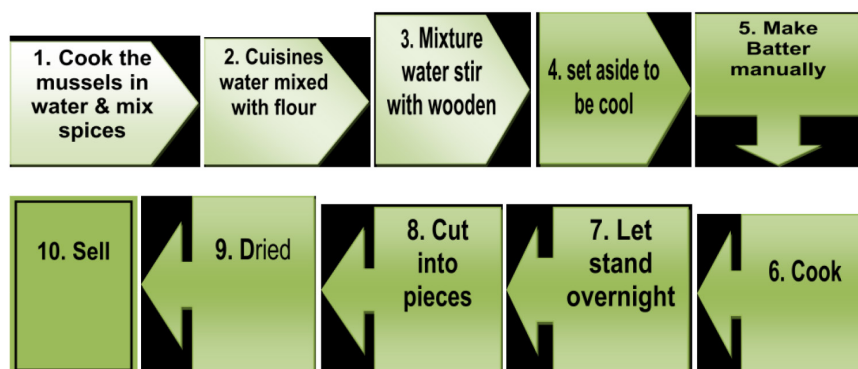 1. Cook the
mussels in
water & mix
spices
2. Cuisines
water mixed
with flour
3. Mixture
water stir
with wooden
4. set aside to
be cool
5. Make
Batter
manually
6. Cook
7. Let
stand
overnight
8. Cut
into
pieces
9. Dried
10. Sell